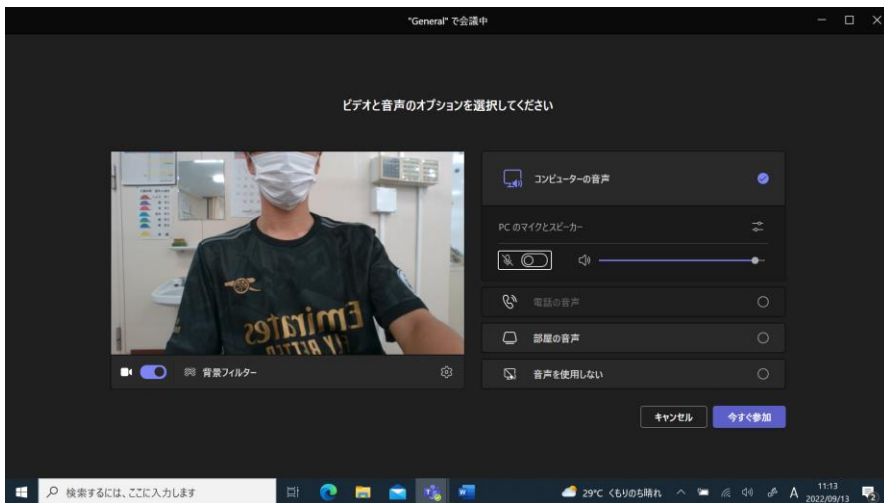 "General" で会議中
ビデオと音声のオプションを選択してください
コンピューターの音声
PC のマイクとスピーカー
電話の音声
部屋の音声
音声を使用しない
Emirates
FLY BETTER
背景フィルター
キャンセル
今すぐ参加
検索するには、ここに入力します
29°C くもりのち晴れ
A
11:13
2022/09/13